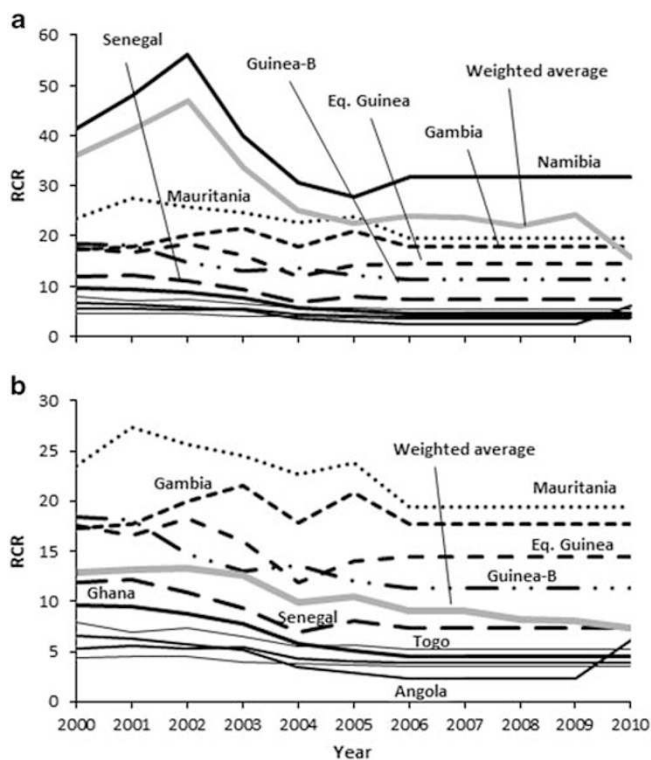 a
60
50
40
30
20
10
0
RCR
Senegal
Guinea-B
Weighted average
Eq. Guinea
Gambia
Namibia
Mauritania
b
30
25
20
15
10
5
0
RCR
Weighted average
Gambia
Mauritania
Eq. Guinea
Guinea-B
Ghana
Senegal
Togo
Angola
2000 2001 2002 2003 2004 2005 2006 2007 2008 2009 2010
Year